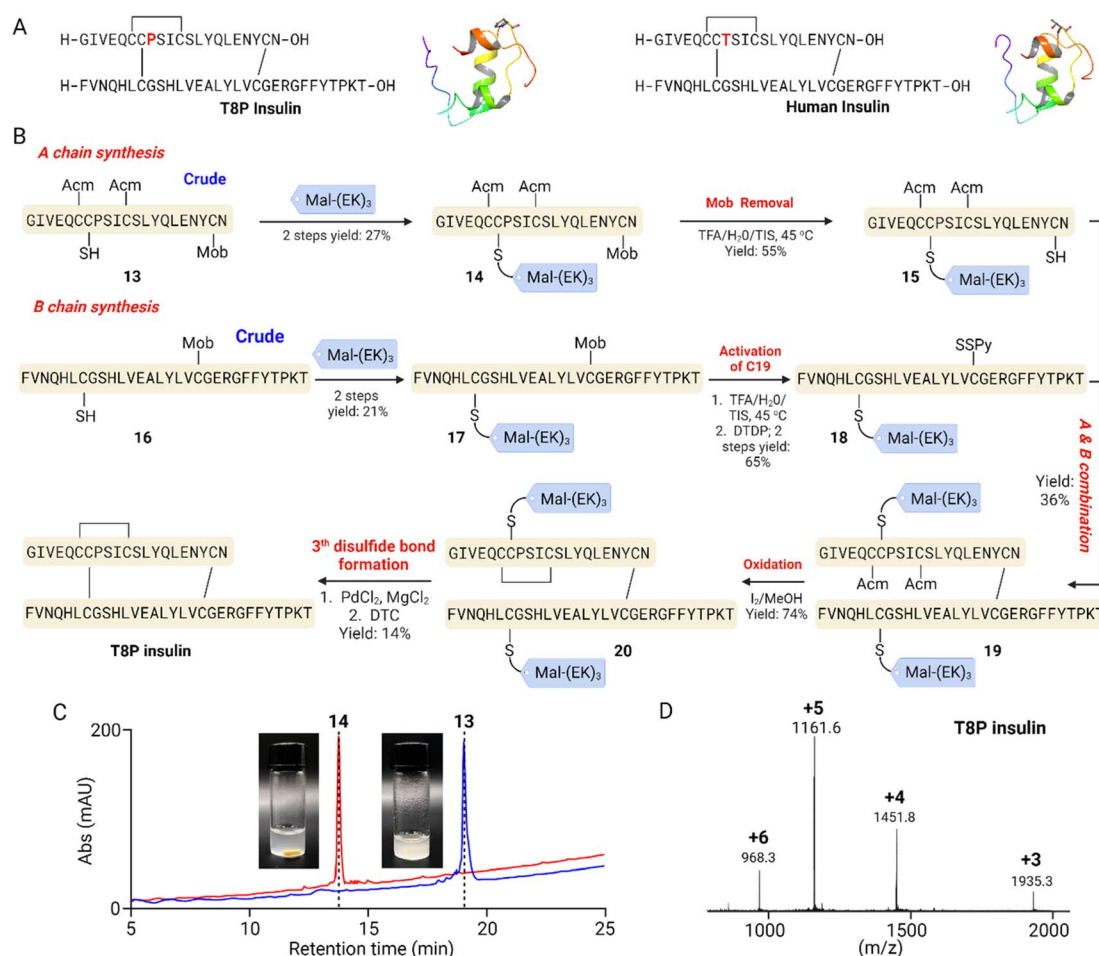 A
H-GIVEQCCPSICSLYQLENYCN-OH
H-FVNQHLCGSHLVEALYLVCGERGFFYTPKT-OH
T8P Insulin
H-GIVEQCCTSICSLYQLENYCN-OH
H-FVNQHLCGSHLVEALYLVCGERGFFYTPKT-OH
Human Insulin
B
A chain synthesis
Acm Acm
Crude
GIVEQCCPSICSLYQLENYCN
SH
Mob
13
Mal-(EK)3
2 steps yield: 27%
Acm Acm
GIVEQCCPSICSLYQLENYCN
S
Mob
Mal-(EK)3
14
Mob Removal
TFA/H20/TIS, 45 °C
Yield: 55%
Acm Acm
GIVEQCCPSICSLYQLENYCN
S
SH
Mal-(EK)3
15
B chain synthesis
Crude
Mob
FVNQHLCGSHLVEALYLVCGERGFFYTPKT
SH
16
Mal-(EK)3
2 steps
yield: 21%
Mob
FVNQHLCGSHLVEALYLVCGERGFFYTPKT
S
Mal-(EK)3
17
Activation
of C19
1. TFA/H20/
TIS, 45 °C
2. DTDP; 2
steps yield:
65%
SSPy
FVNQHLCGSHLVEALYLVCGERGFFYTPKT
S
Mal-(EK)3
18
A & B combination
Yield:
36%
Mal-(EK)3
S
GIVEQCCPSICSLYQLENYCN
Acm Acm
FVNQHLCGSHLVEALYLVCGERGFFYTPKT
S
Mal-(EK)3
19
Oxidation
I2/MeOH
Yield: 74%
Mal-(EK)3
S
GIVEQCCPSICSLYQLENYCN
FVNQHLCGSHLVEALYLVCGERGFFYTPKT
S
Mal-(EK)3
20
3th disulfide bond
formation
1. PdCl2, MgCl2
2. DTC
Yield: 14%
GIVEQCCPSICSLYQLENYCN
FVNQHLCGSHLVEALYLVCGERGFFYTPKT
T8P insulin
C
14
13
200
100
0
Abs (mAU)
5 10 15 19 20 25
Retention time (min)
D
T8P insulin
+5
1161.6
+4
1451.8
+6
968.3
+3
1935.3
1000 1500 2000
(m/z)